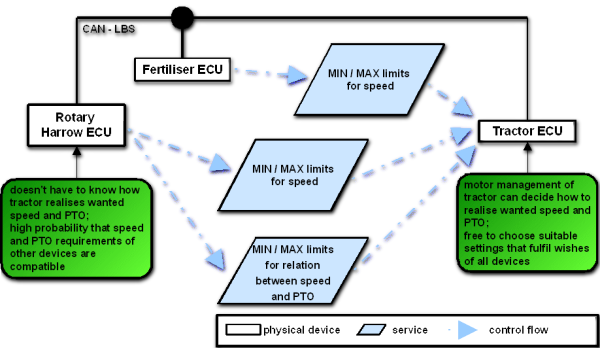 CAN - LBS
Fertiliser ECU
MIN / MAX limits
for speed
Rotary
Harrow ECU
Tractor ECU
MIN / MAX limits
for speed
doesn't have to know how
tractor realises wanted
speed and PTO;
high probability that speed
and PTO requirements of
other devices are
compatible
motor management of
tractor can decide how to
realise wanted speed and
PTO;
free to choose suitable
settings that fulfil wishes
of all devices
MIN / MAX limits
for relation
between speed
and PTO
physical device
service
control flow